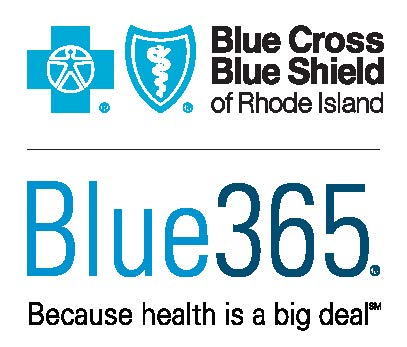 Blue Cross
Blue Shield
of Rhode Island
® ®
Blue365®
Because health is a big deal℠